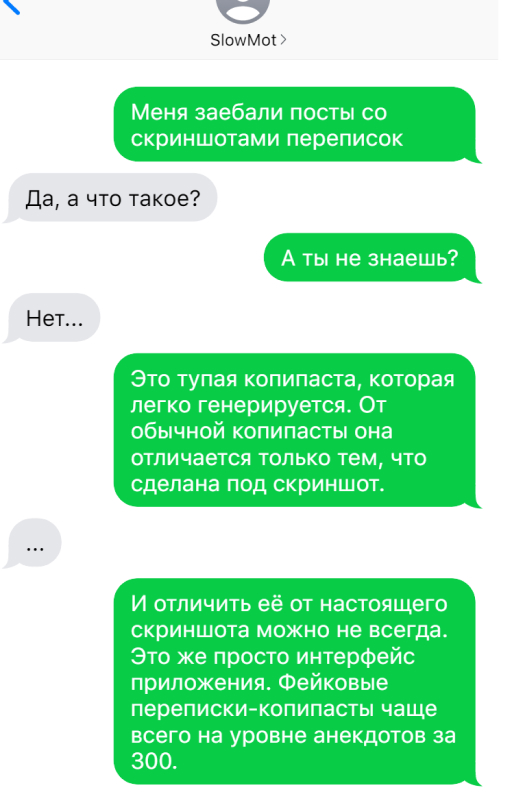 SlowMot
Меня заебали посты со
скриншотами переписок
Да, а что такое?
А ты не знаешь?
Нет...
Это тупая копипаста, которая
легко генерируется. От
обычной копипасты она
отличается только тем, что
сделана под скриншот.
...
И отличить её от настоящего
скриншота можно не всегда.
Это же просто интерфейс
приложения. Фейковые
переписки-копипасты чаще
всего на уровне анекдотов за
300.